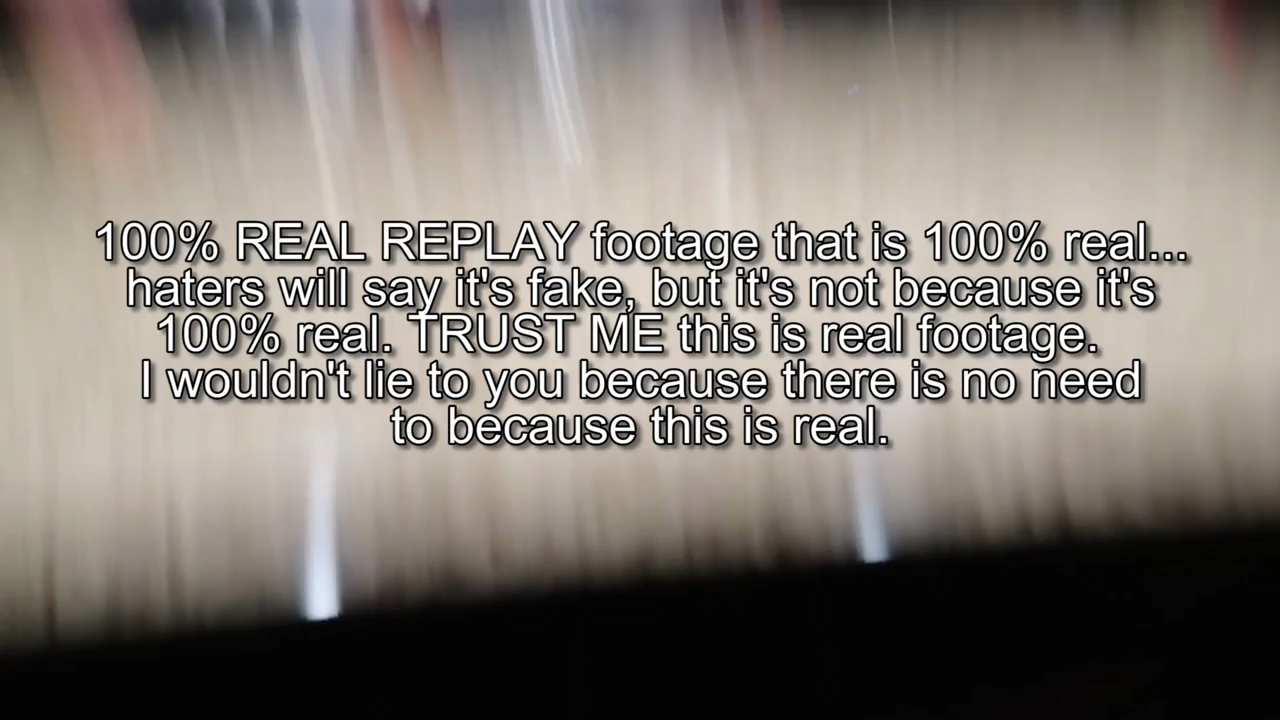 100% REAL REPLAY footage that is 100% real...
haters will say it's fake, but it's not because it's
100% real. TRUST ME this is real footage.
I wouldn't lie to you because there is no need
to because this is real.